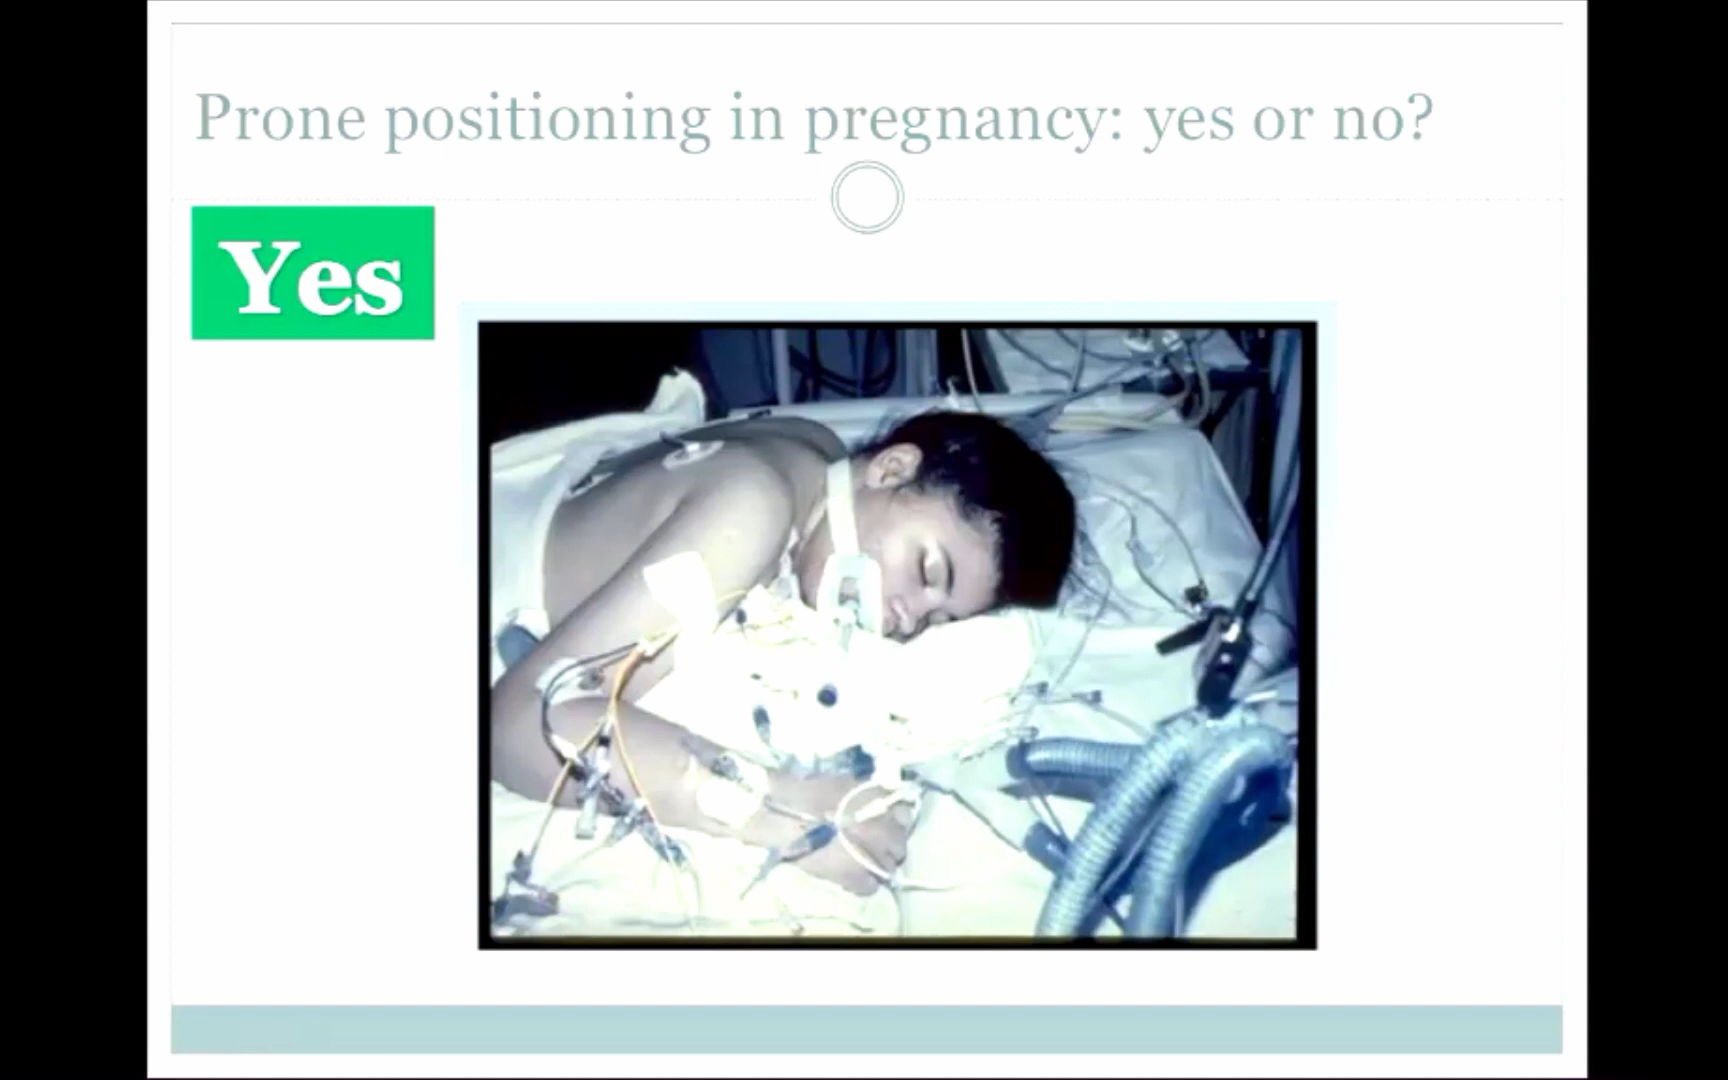 Prone positioning in pregnancy: yes or no?
Yes